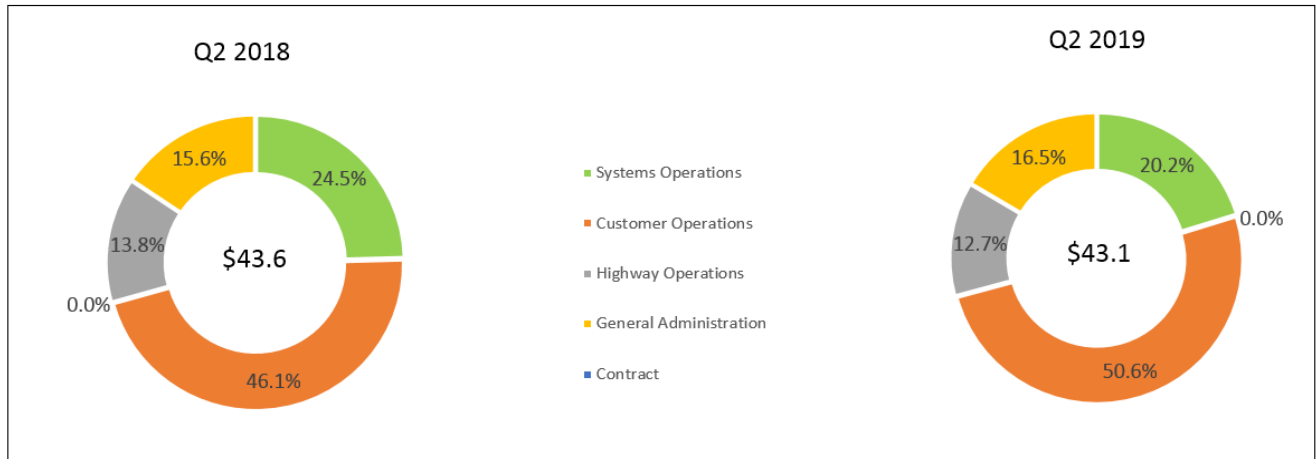 Q2 2018
15.6%
24.5%
13.8%
$43.6
0.0%
46.1%
Systems Operations
Customer Operations
Highway Operations
General Administration
Contract
Q2 2019
16.5%
20.2%
0.0%
12.7%
$43.1
50.6%